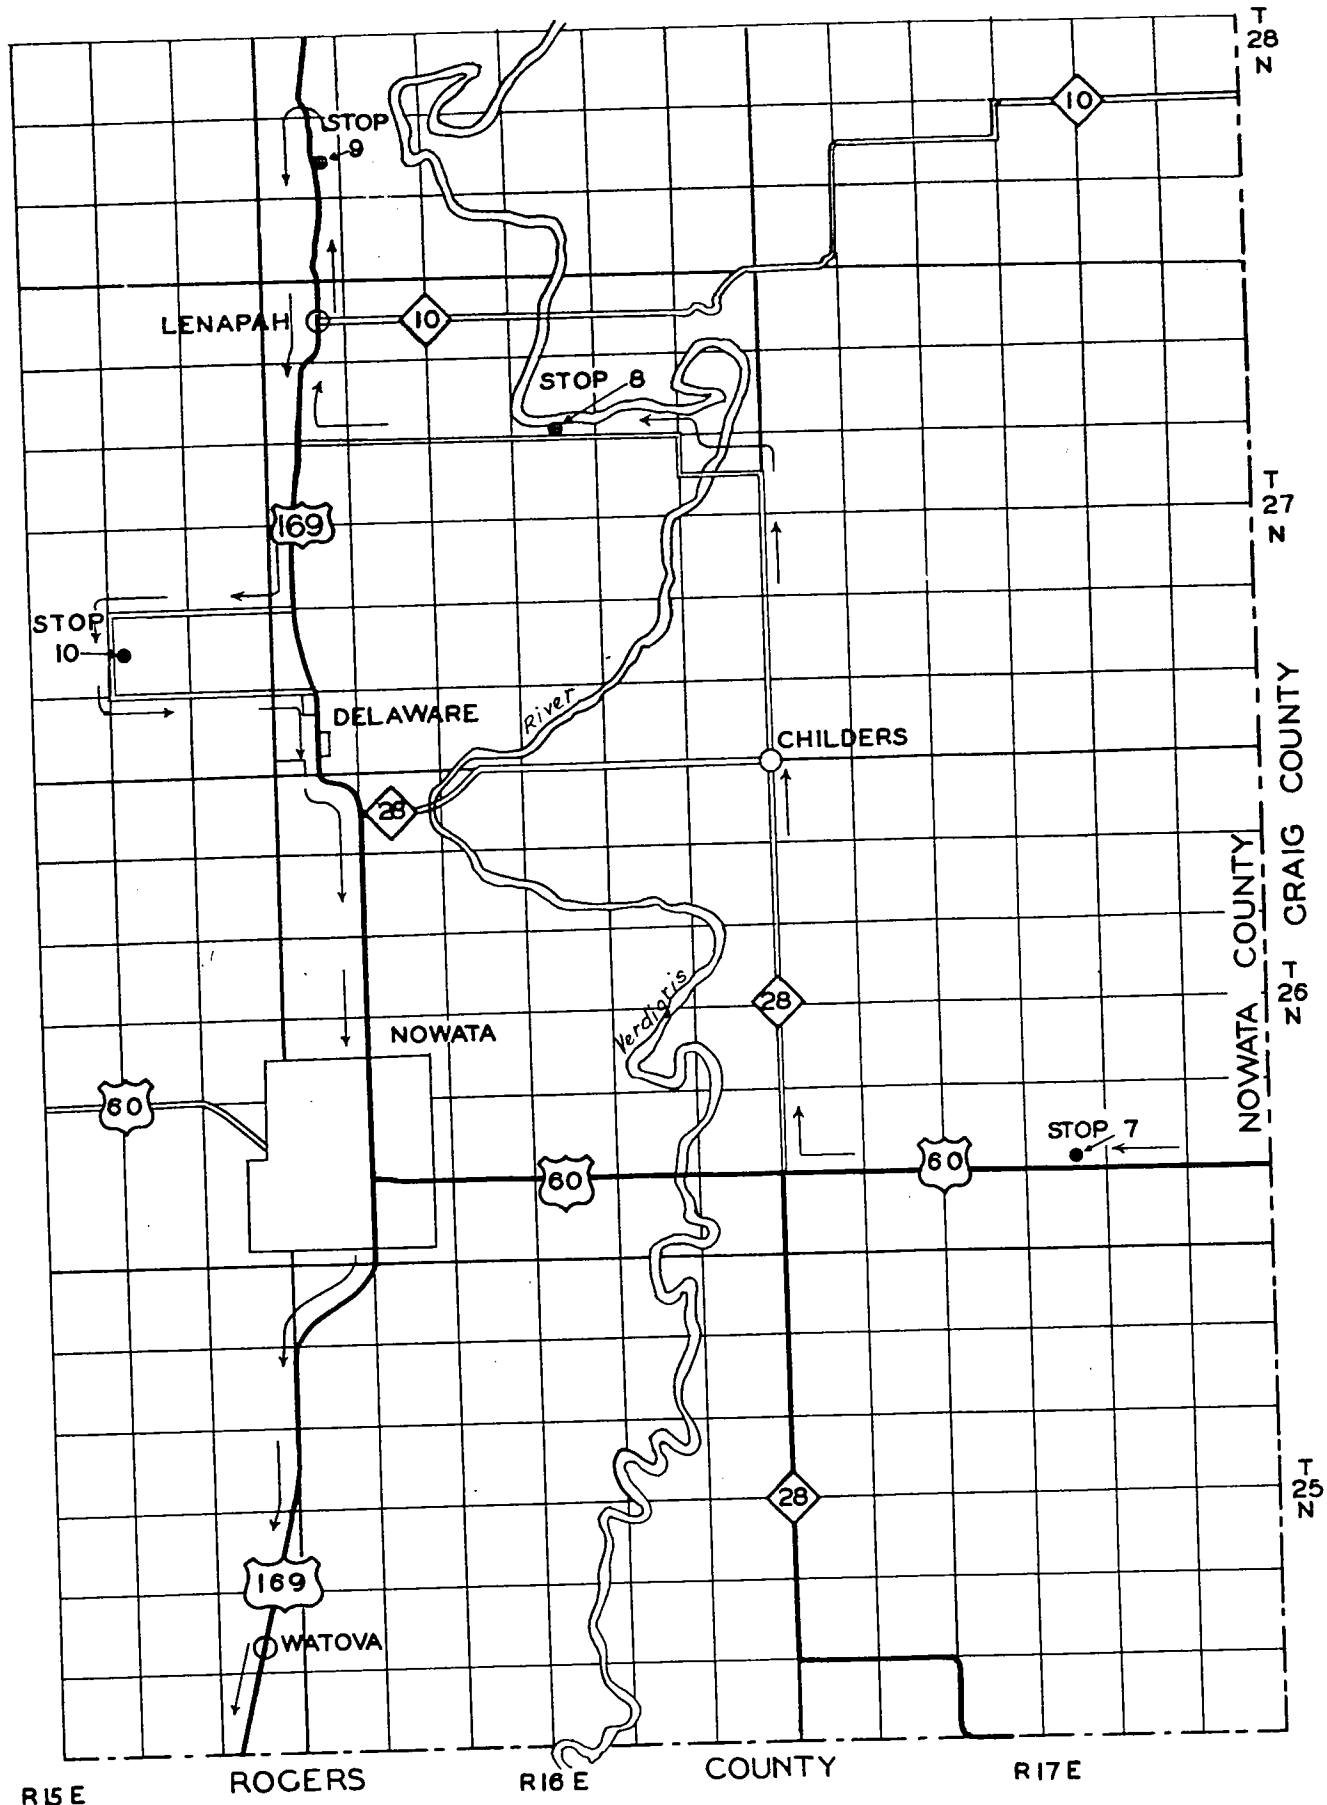 T
28
N
10
STOP
9
LENAPAH
10
STOP 8
T
27
N
169
STOP
10
River
DELAWARE
CHILDERS
28
NOWATA COUNTY
CRAIG COUNTY
T
26
N
Verdigris
28
NOWATA
60
STOP 7
60
60
T
25
N
28
169
WATOVA
R15E
ROGERS
R16E
COUNTY
R17E